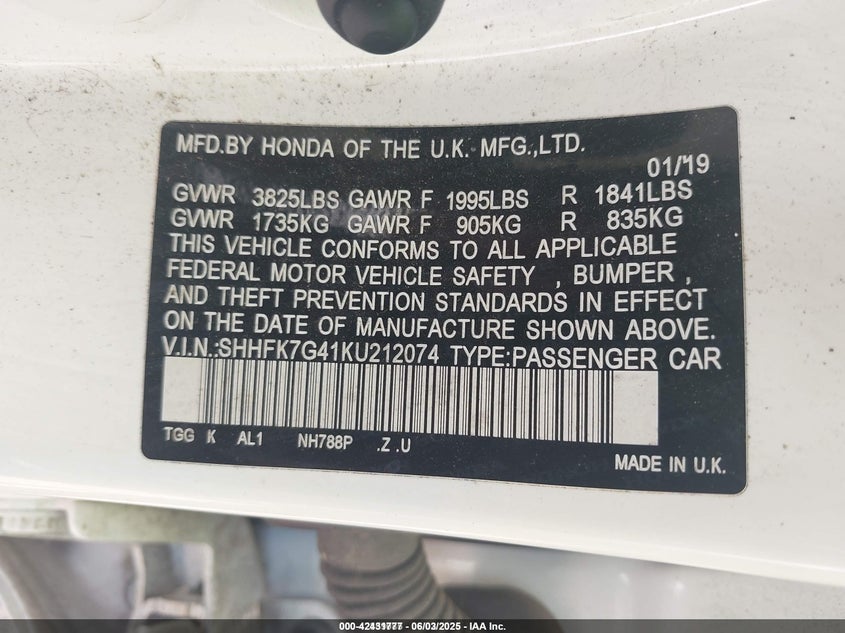 MFD.BY HONDA OF THE U.K. MFG.,LTD.
01/'19
GVWR 3825LBS GAWR F 1995LBS R 1841LBS
GVWR 1735KG GAWR F 905KG R 835KG
THIS VEHICLE CONFORMS TO ALL APPLICABLE
FEDERAL MOTOR VEHICLE SAFETY , BUMPER ,
AND THEFT PREVENTION STANDARDS IN EFFECT
ON THE DATE OF MANUFACTURE SHOWN ABOVE.
V.I.N.:SHHFK7G41KU212074 TYPE:PASSENGER CAR
TGG K AL1 NH788P .Z .U
MADE IN U.K.
06/03/2025 - IAA Inc.